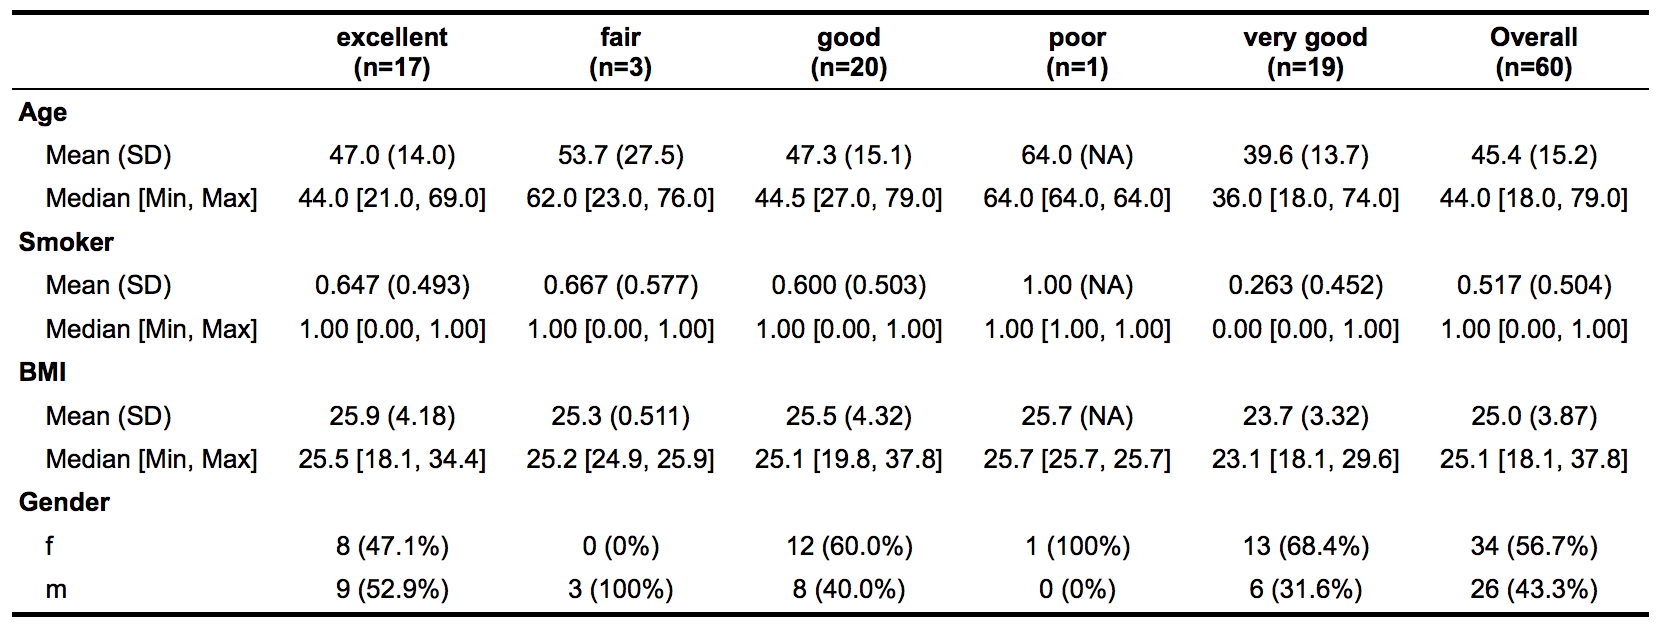 excellent fair good poor very good Overall
(n=17) (n=3) (n=20) (n=1) (n=19) (n=60)
Age
Mean (SD) 47.0 (14.0) 53.7 (27.5) 47.3 (15.1) 64.0 (NA) 39.6 (13.7) 45.4 (15.2)
Median [Min, Max] 44.0 [21.0, 69.0] 62.0 [23.0, 76.0] 44.5 [27.0, 79.0] 64.0 [64.0, 64.0] 36.0 [18.0, 74.0] 44.0 [18.0, 79.0]
Smoker
Mean (SD) 0.647 (0.493) 0.667 (0.577) 0.600 (0.503) 1.00 (NA) 0.263 (0.452) 0.517 (0.504)
Median [Min, Max] 1.00 [0.00, 1.00] 1.00 [0.00, 1.00] 1.00 [0.00, 1.00] 1.00 [1.00, 1.00] 0.00 [0.00, 1.00] 1.00 [0.00, 1.00]
BMI
Mean (SD) 25.9 (4.18) 25.3 (0.511) 25.5 (4.32) 25.7 (NA) 23.7 (3.32) 25.0 (3.87)
Median [Min, Max] 25.5 [18.1, 34.4] 25.2 [24.9, 25.9] 25.1 [19.8, 37.8] 25.7 [25.7, 25.7] 23.1 [18.1, 29.6] 25.1 [18.1, 37.8]
Gender
f 8 (47.1%) 0 (0%) 12 (60.0%) 1 (100%) 13 (68.4%) 34 (56.7%)
m 9 (52.9%) 3 (100%) 8 (40.0%) 0 (0%) 6 (31.6%) 26 (43.3%)